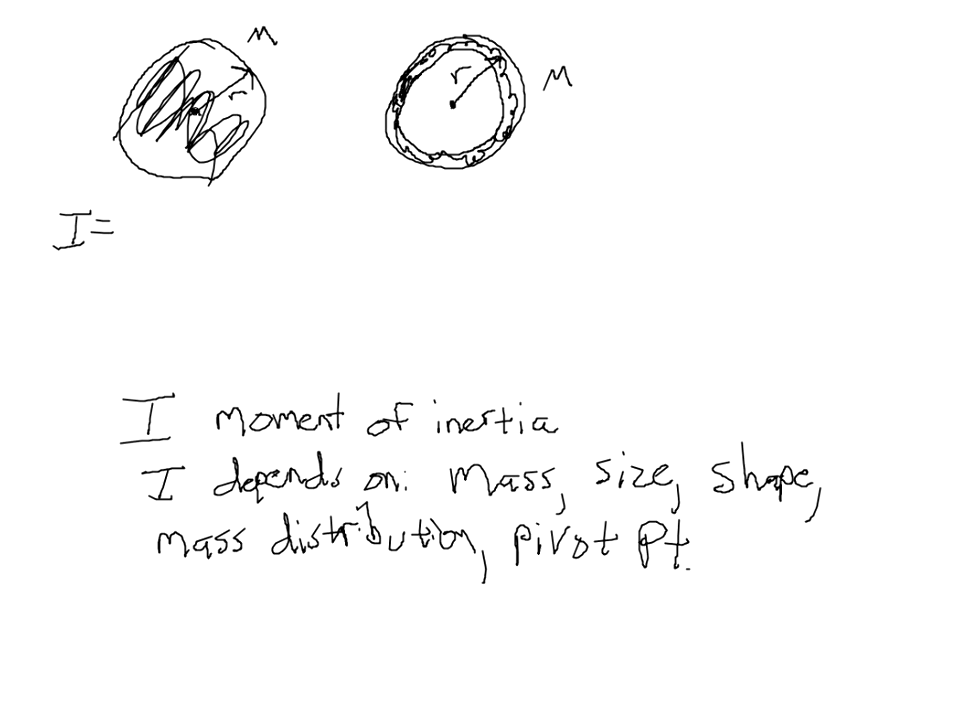 M
r
M
r
I=
I moment of inertia
I depends on: mass, size, shape,
mass distribution, pivot pt.